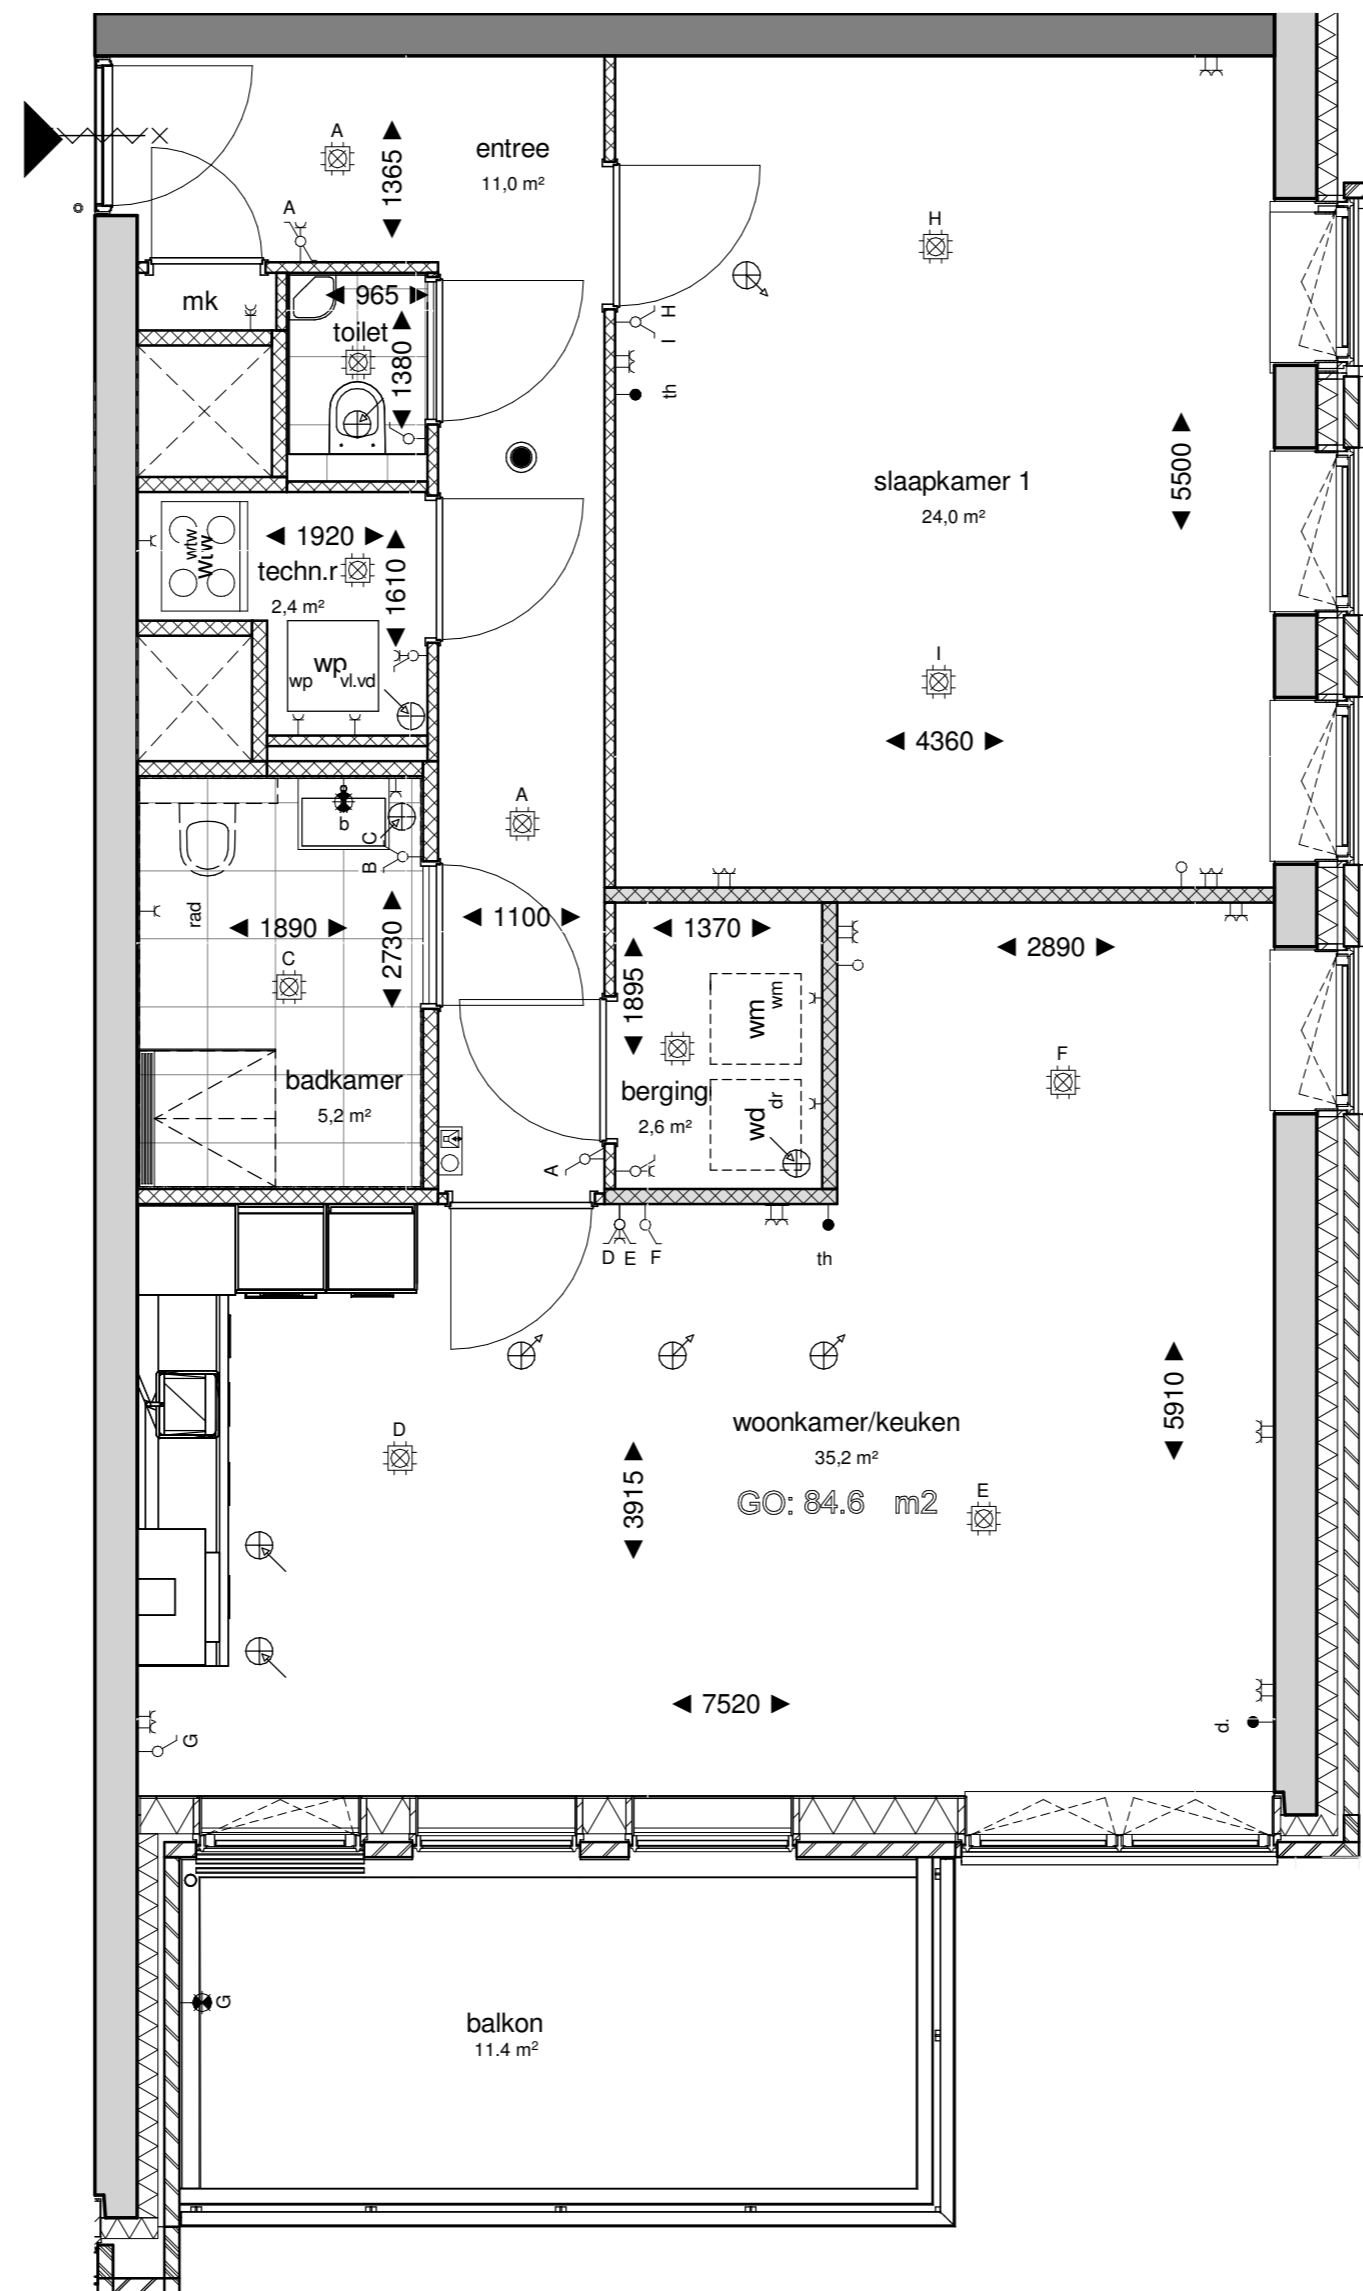 A
1365
entree
11,0 m²
A
H
mk
965
toilet
1380
H
I
th
5500
slaapkamer 1
24,0 m²
wtw
wtw
1920
techn.r
2,4 m²
1610
wp
wp
vl.vd
I
4360
A
b
C
B
rad
1890
2730
1100
1370
2890
C
1895
wm
wm
F
badkamer
5,2 m²
berging
2,6 m²
wd
dr
A
D E F
th
5910
woonkamer/keuken
35,2 m²
D
3915
GO: 84.6 m2
E
7520
d.
G
G
balkon
11.4 m²